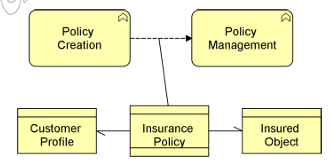 Policy
Creation
Policy
Management
Customer
Profile
Insurance
Policy
Insured
Object